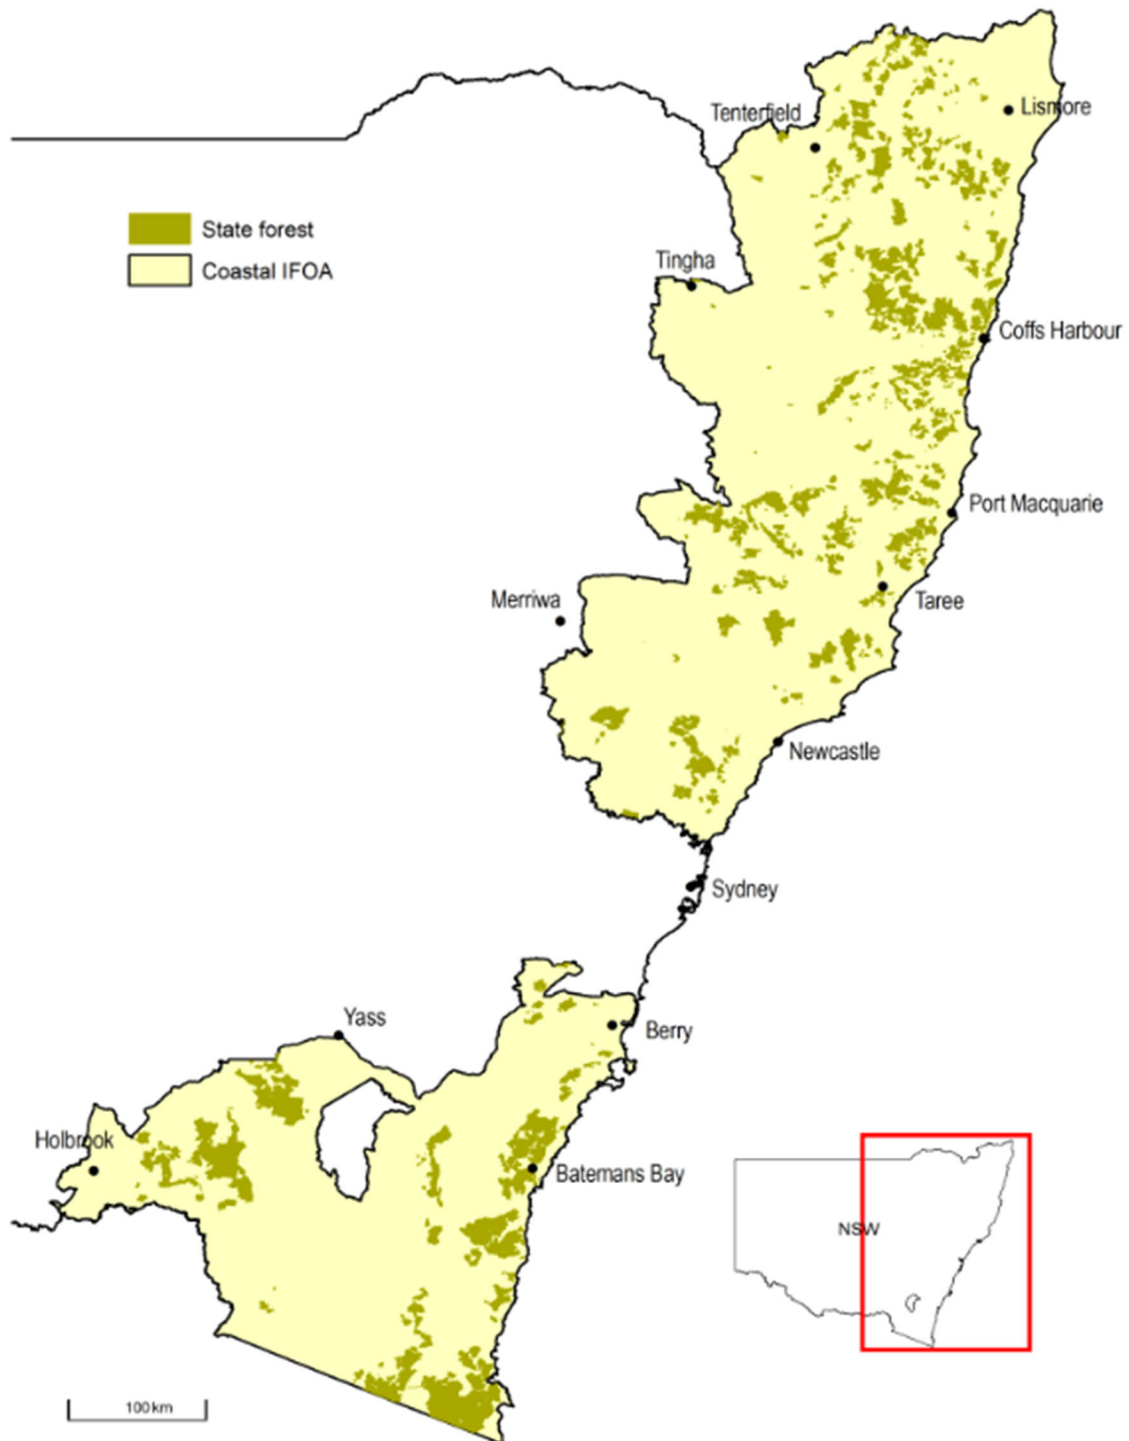 Lismore
Tenterfield
State forest
Coastal IFOA
Tingha
Coffs Harbour
Port Macquarie
Merriwa
Taree
Newcastle
Sydney
Yass
Berry
Holbrook
Batemans Bay
NSW
100 km